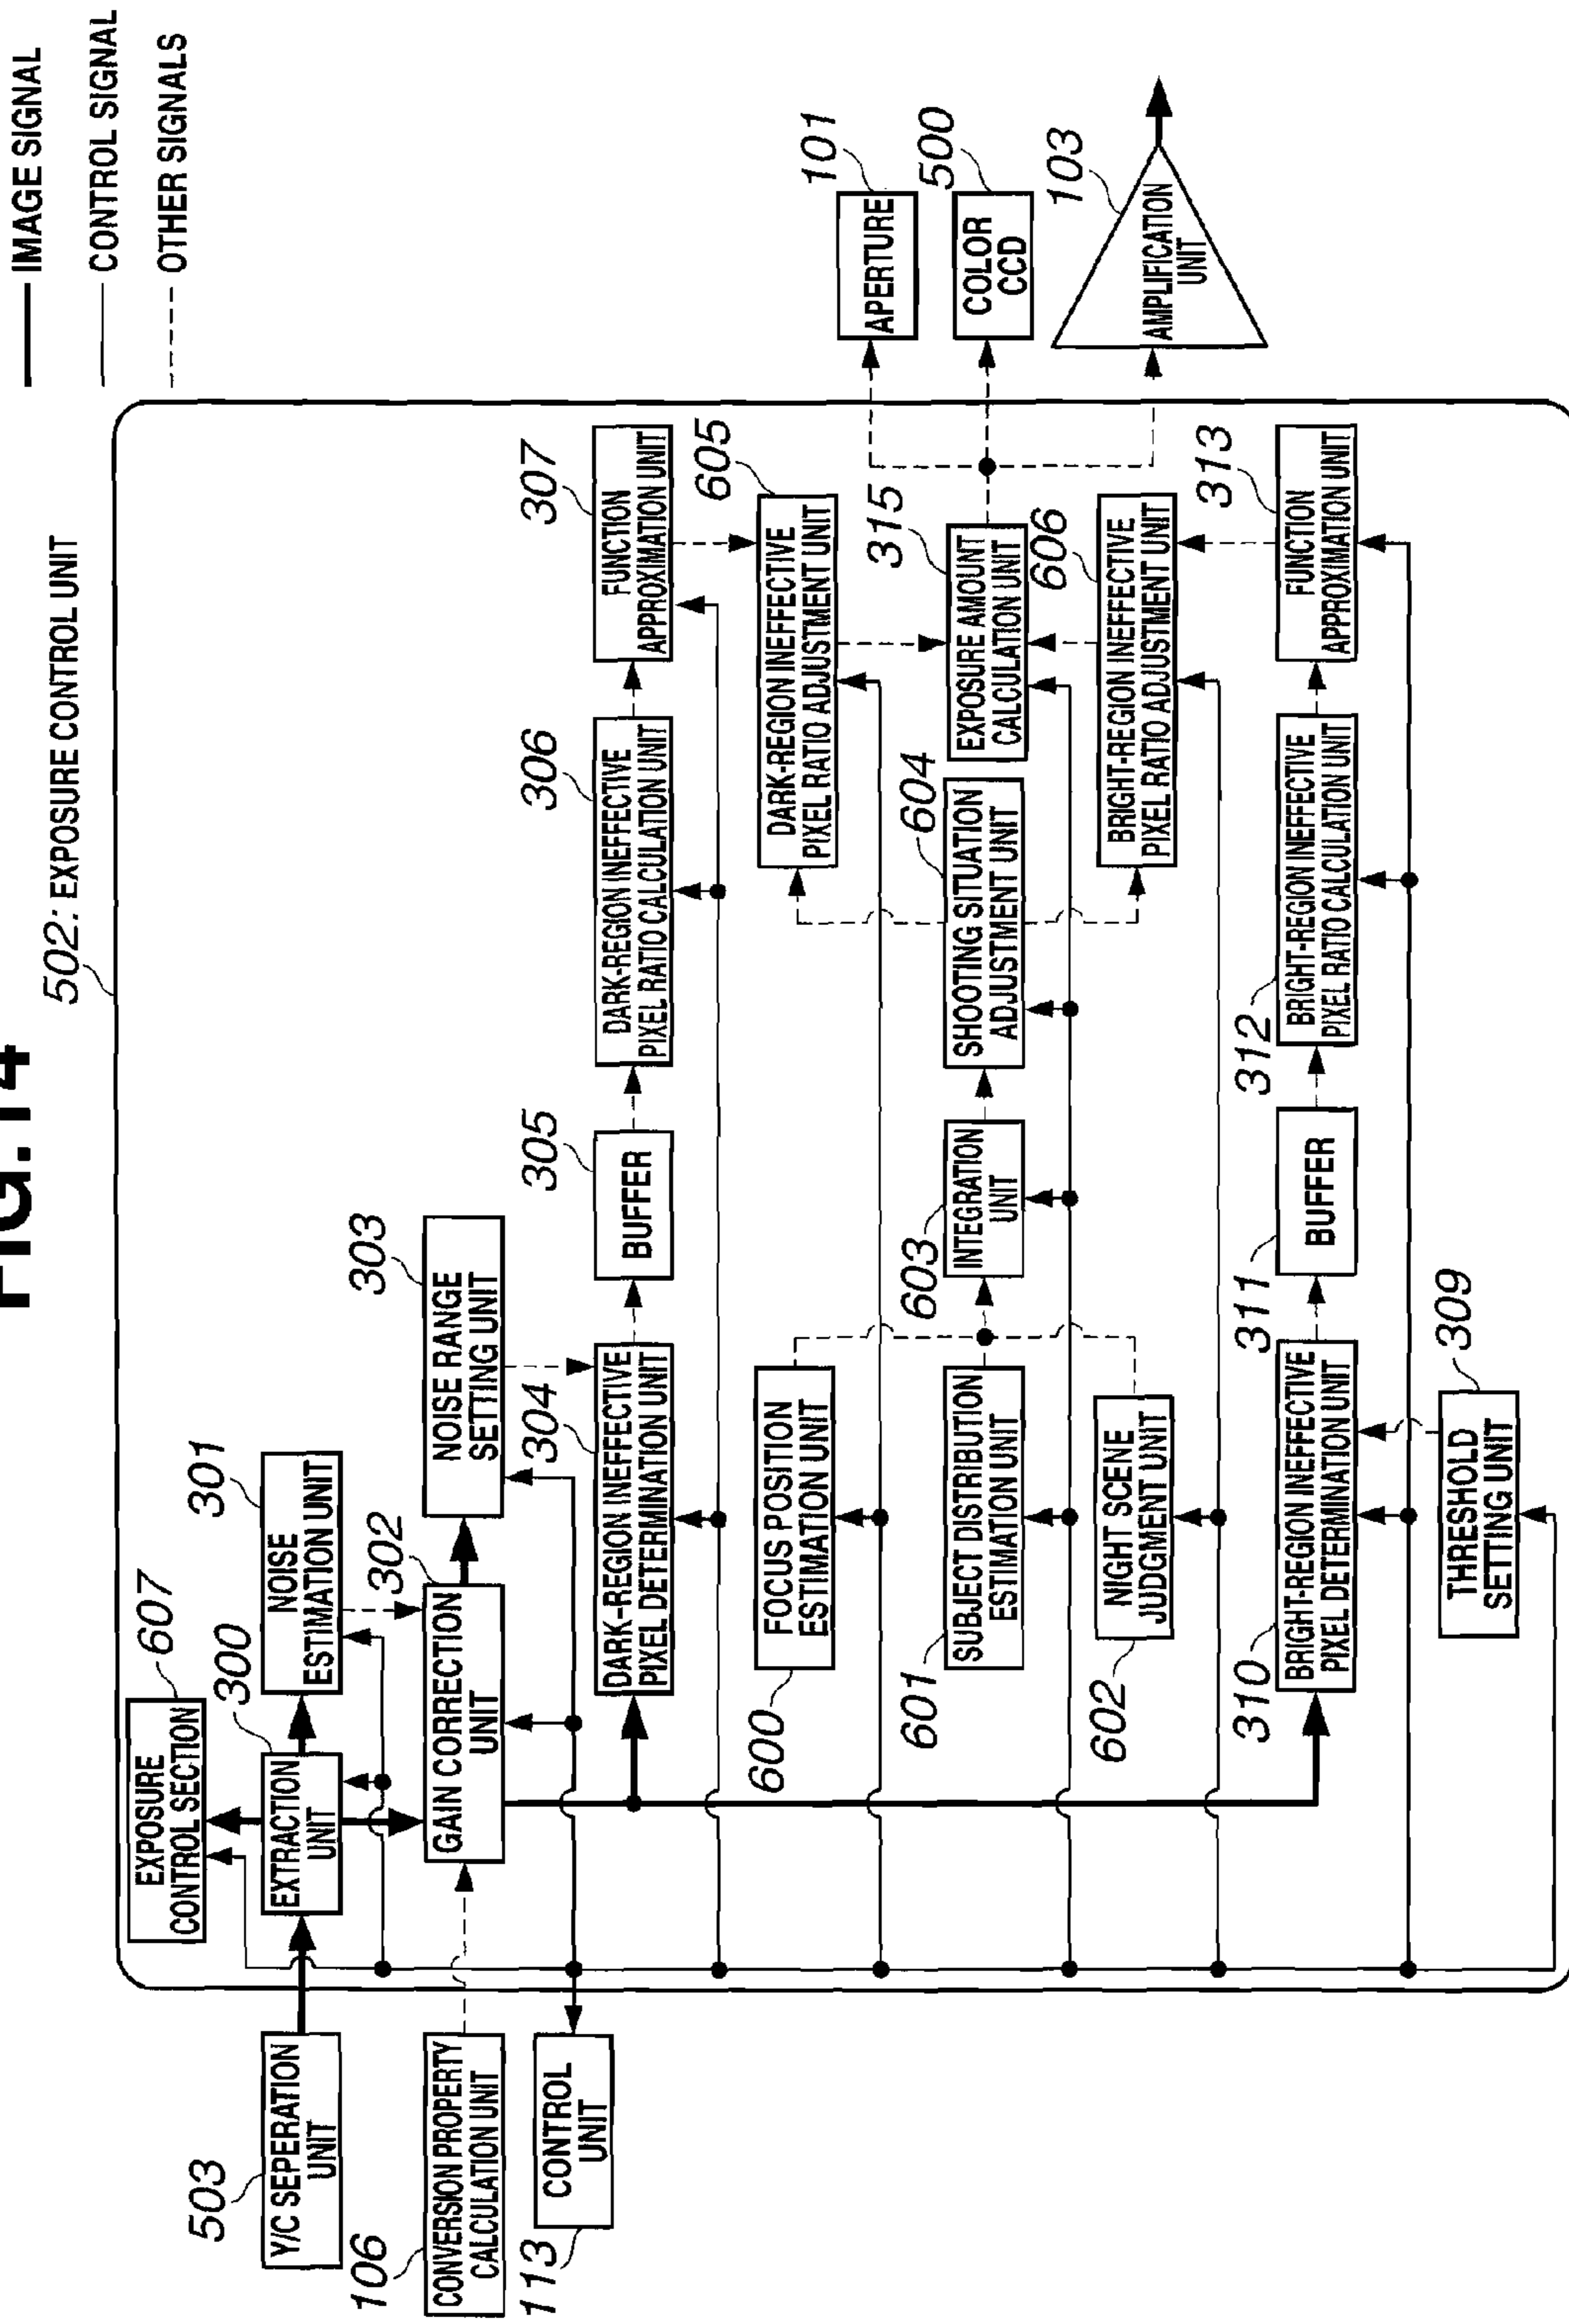 FIG.14
IMAGE SIGNAL
CONTROL SIGNAL
OTHER SIGNALS
502: EXPOSURE CONTROL UNIT
607
EXPOSURE
CONTROL SECTION
503
Y/C SEPERATION
UNIT
300
EXTRACTION
UNIT
301
NOISE
ESTIMATION UNIT
106
CONVERSION PROPERTY
CALCULATION UNIT
302
GAIN CORRECTION
UNIT
303
NOISE RANGE
SETTING UNIT
113
CONTROL
UNIT
304
DARK-REGION INEFFECTIVE
PIXEL DETERMINATION UNIT
305
BUFFER
306
DARK-REGION INEFFECTIVE
PIXEL RATIO CALCULATION UNIT
307
FUNCTION
APPROXIMATION UNIT
600
FOCUS POSITION
ESTIMATION UNIT
605
DARK-REGION INEFFECTIVE
PIXEL RATIO ADJUSTMENT UNIT
101
APERTURE
601
SUBJECT DISTRIBUTION
ESTIMATION UNIT
603
INTEGRATION
UNIT
604
SHOOTING SITUATION
ADJUSTMENT UNIT
315
EXPOSURE AMOUNT
CALCULATION UNIT
500
COLOR
CCD
602
NIGHT SCENE
JUDGMENT UNIT
606
BRIGHT-REGION INEFFECTIVE
PIXEL RATIO ADJUSTMENT UNIT
103
AMPLIFICATION
UNIT
310
BRIGHT-REGION INEFFECTIVE
PIXEL DETERMINATION UNIT
311
BUFFER
312
BRIGHT-REGION INEFFECTIVE
PIXEL RATIO CALCULATION UNIT
313
FUNCTION
APPROXIMATION UNIT
309
THRESHOLD
SETTING UNIT